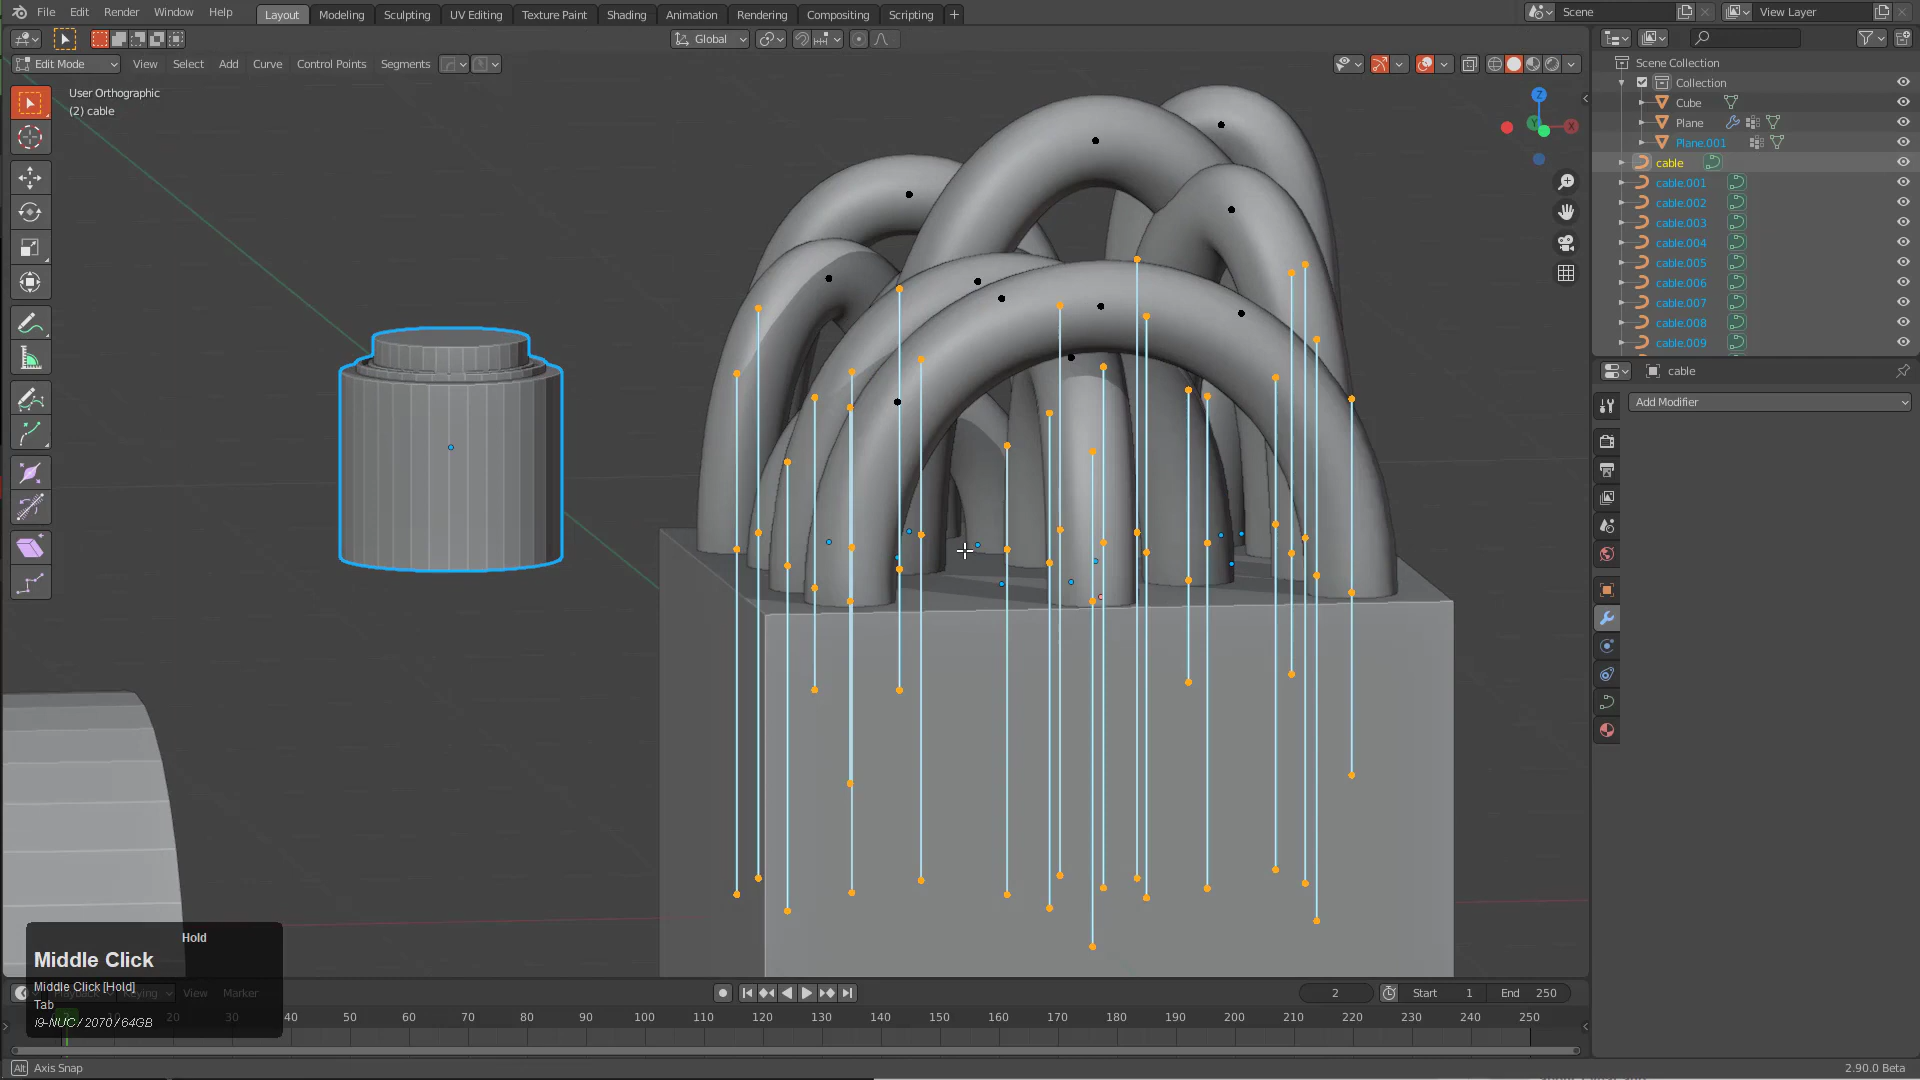 File Edit Render Window Help Layout Modeling Sculpting UV Editing Texture Paint Shading Animation Rendering Compositing Scripting Scene View Layer
Global
Edit Mode View Select Add Curve Control Points Segments
User Orthographic
(2) cable
Z
Y
X
Scene Collection
Collection
Cube
Plane
Plane.001
cable
cable.001
cable.002
cable.003
cable.004
cable.005
cable.006
cable.007
cable.008
cable.009
cable
Add Modifier
Hold
Middle Click
Middle Click [Hold]
Tab
i9-NUC / 2070 / 64GB
Playback Keying View Marker
2 Start 1 End 250
20 30 40 50 60 70 80 90 100 110 120 130 140 150 160 170 180 190 200 210 220 230 240 250
Alt Axis Snap
2.90.0 Beta